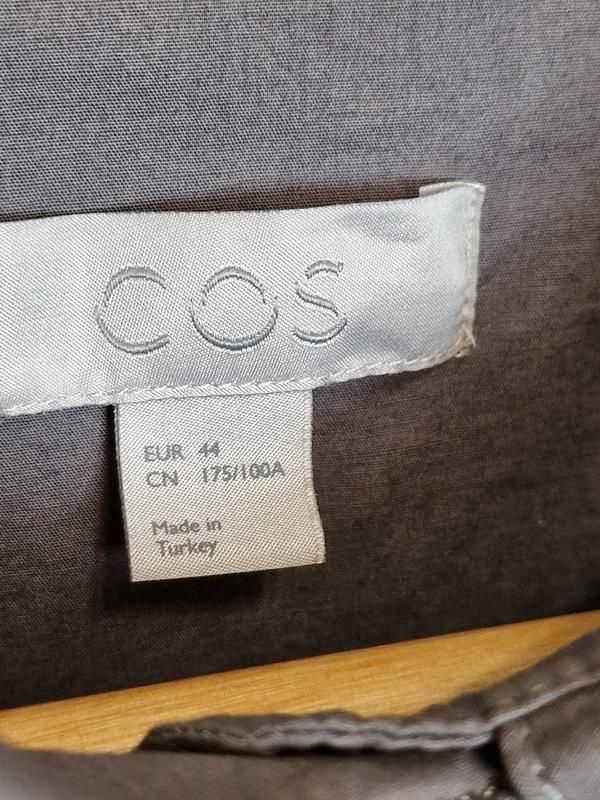 COS
EUR 44
CN 175/100A
Made in
Turkey